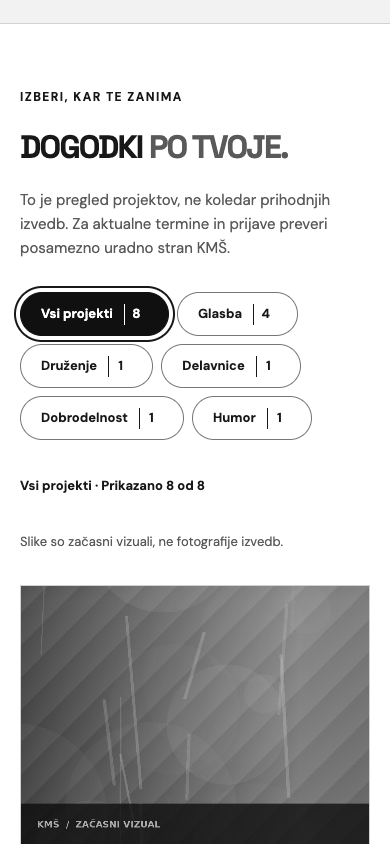 IZBERI, KAR TE ZANIMA
DOGODKI PO TVOJE.
To je pregled projektov, ne koledar prihodnjih
izvedb. Za aktualne termine in prijave preveri
posamezno uradno stran KMŠ.
Vsi projekti 8
Glasba 4
Druženje 1
Delavnice 1
Dobrodelnost 1
Humor 1
Vsi projekti · Prikazano 8 od 8
Slike so začasni vizuali, ne fotografije izvedb.
KMŠ / ZAČASNI VIZUAL